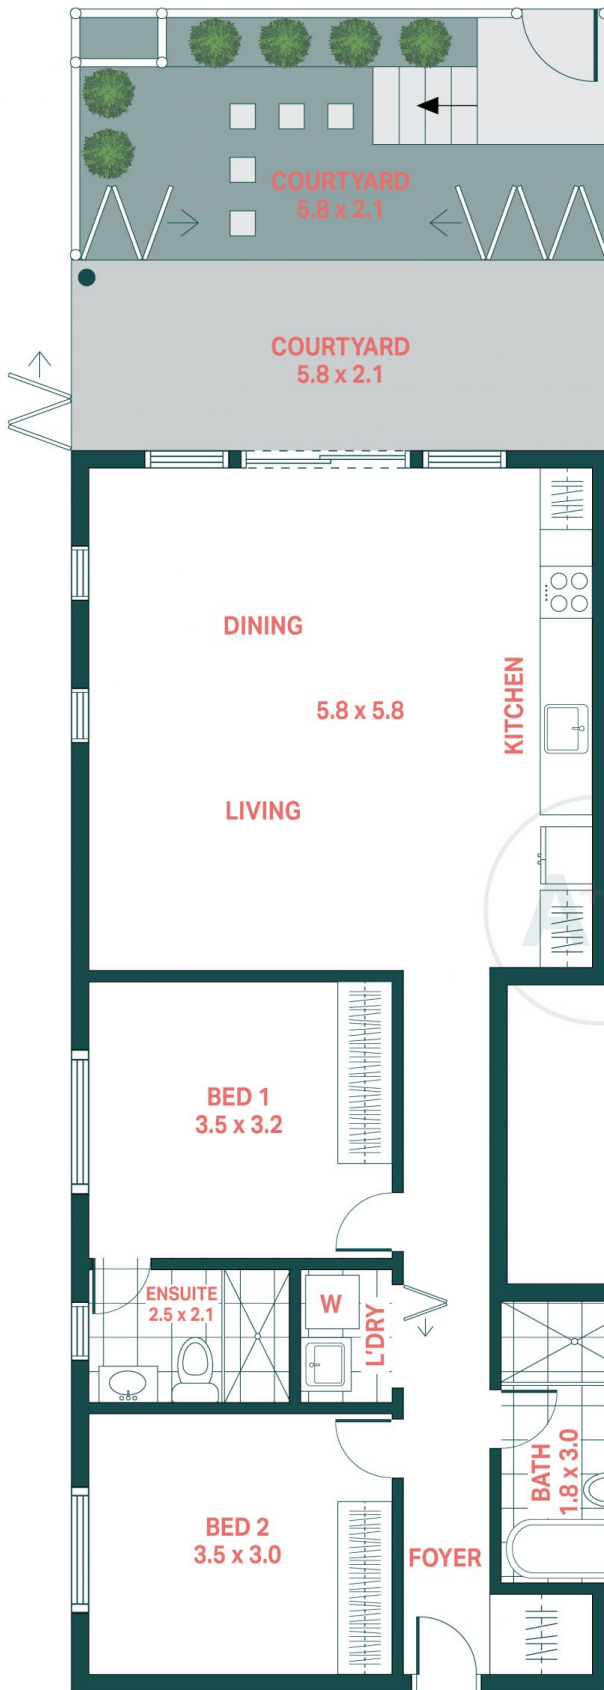 COURTYARD
5.8 x 2.1
COURTYARD
5.8 x 2.1
DINING
5.8 x 5.8
KITCHEN
LIVING
BED 1
3.5 x 3.2
ENSUITE
2.5 x 2.1
W
L'DRY
BATH
1.8 x 3.0
BED 2
3.5 x 3.0
FOYER